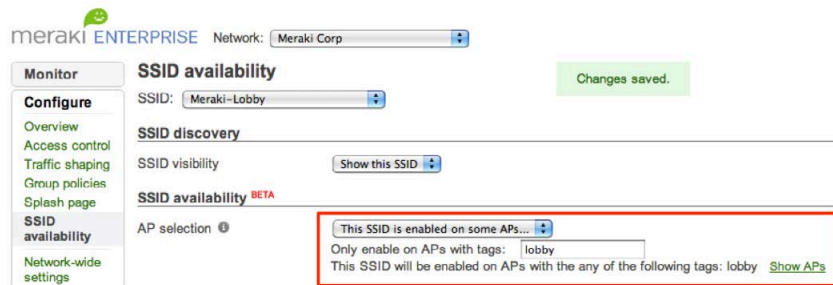 meraki ENTERPRISE Network: Meraki Corp
Monitor
Configure
Overview
Access control
Traffic shaping
Group policies
Splash page
SSID
availability
Network-wide
settings
SSID availability
Changes saved.
SSID: Meraki-Lobby
SSID discovery
SSID visibility Show this SSID
SSID availability BETA
AP selection This SSID is enabled on some APs...
Only enable on APs with tags: lobby
This SSID will be enabled on APs with the any of the following tags: lobby Show APs